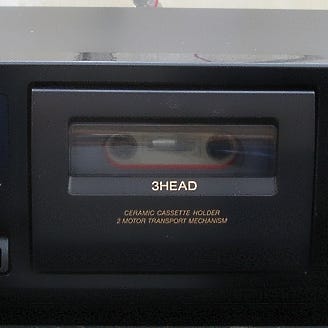 3HEAD
CERAMIC CASSETTE HOLDER
2 MOTOR TRANSPORT MECHANISM